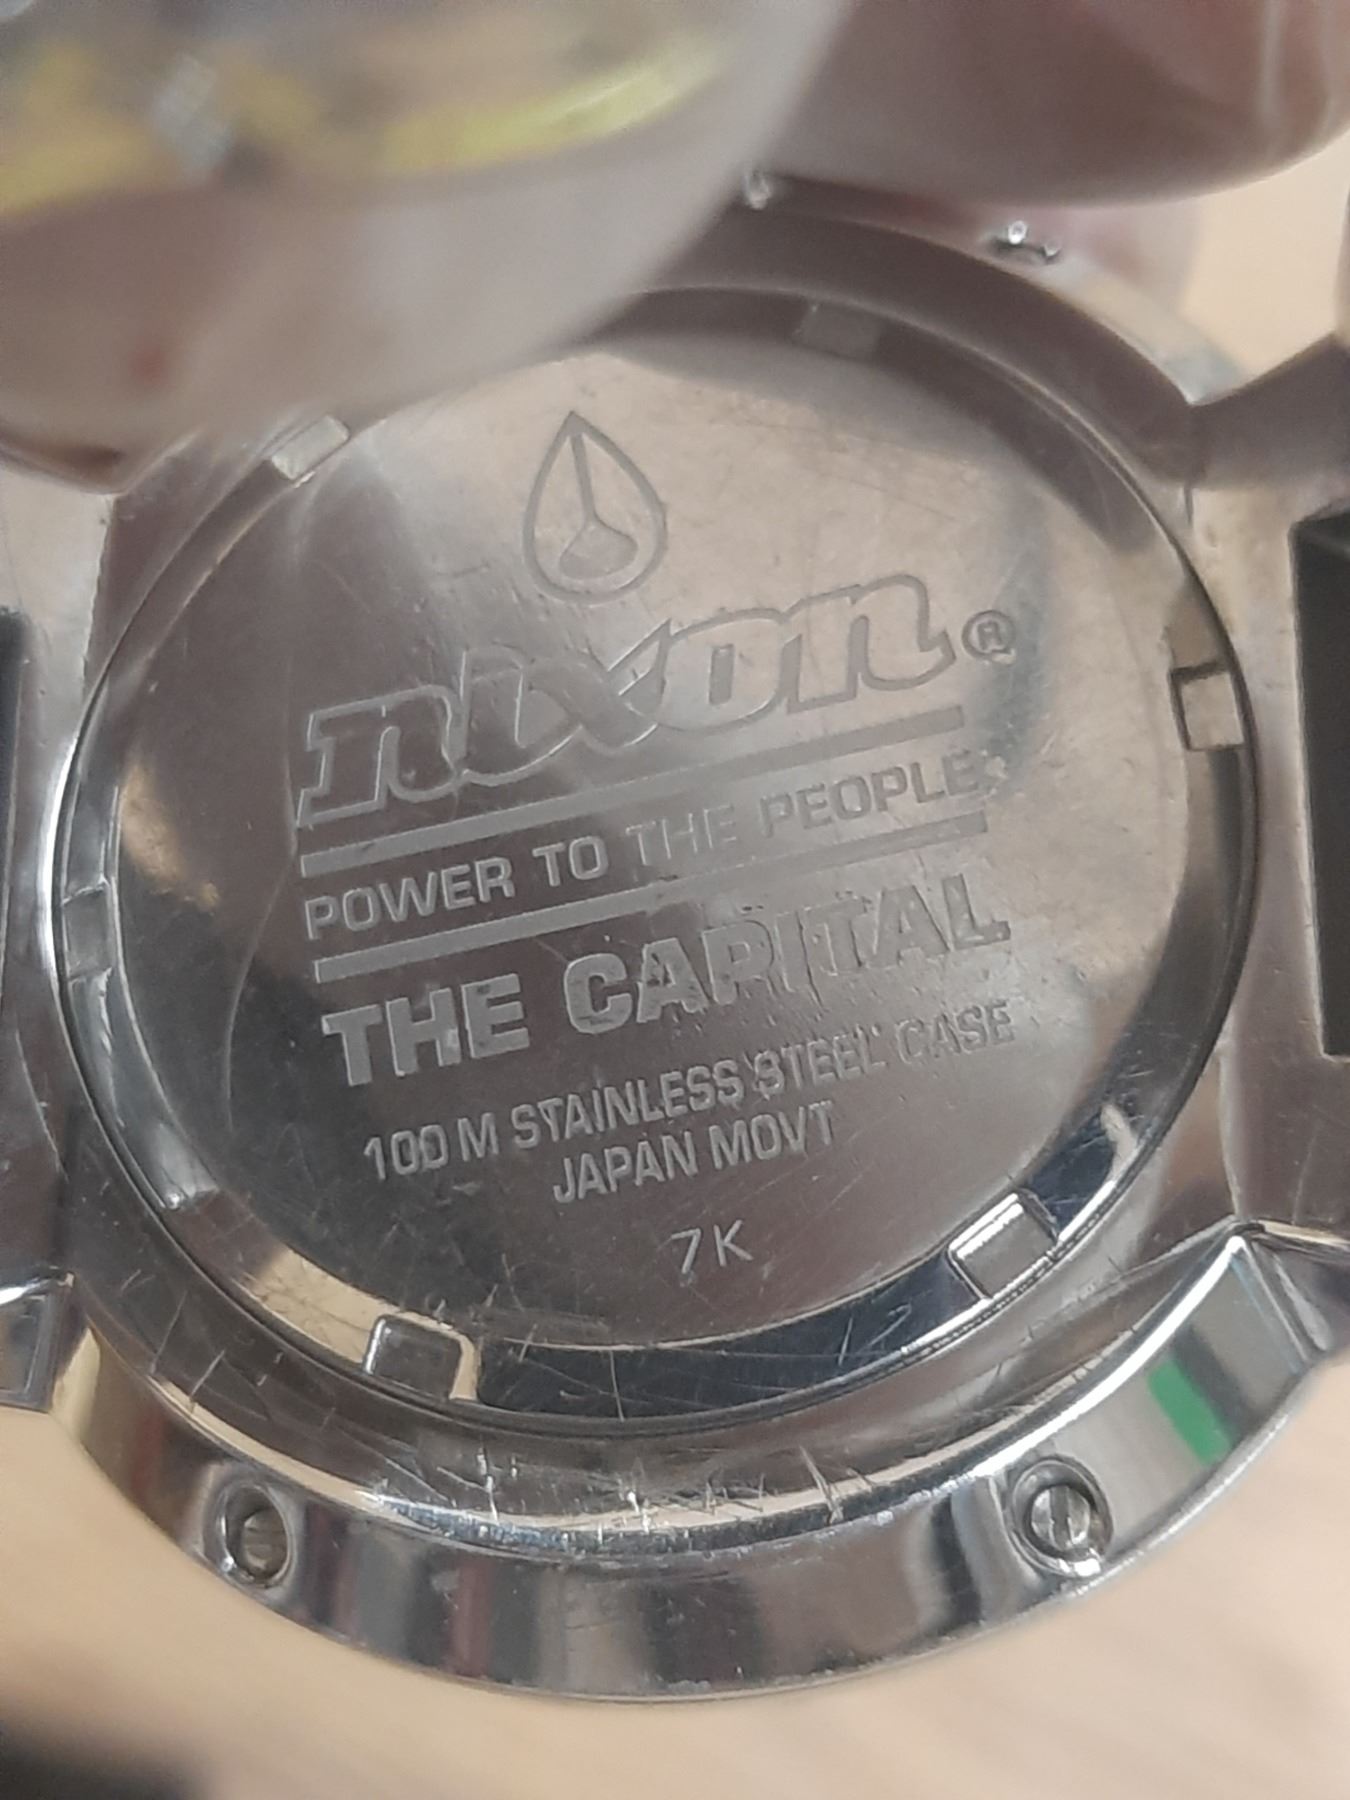 nixon®
POWER TO THE PEOPLE
THE CAPITAL
100 M STAINLESS STEEL CASE
JAPAN MOVT
7K